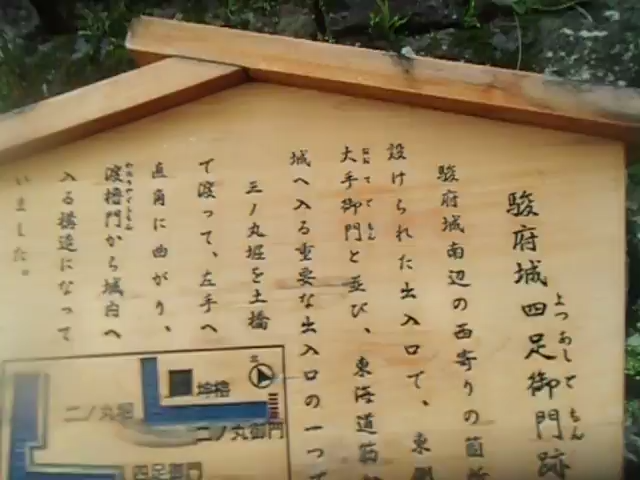 駿府城四足御門跡
よつあしごもん
駿府城南辺の西寄りの箇
設けられた出入口で、東側
大手御門と並び、東海道筋
おおてごもん
城へ入る重要な出入口の一つで
三ノ丸堀を土橋
て渡って、左手へ
直角に曲がり、
渡櫓門から城内へ
わたりやぐらもん
入る構造になって
いました。
北
二ノ丸堀
二ノ丸御門
四足御門